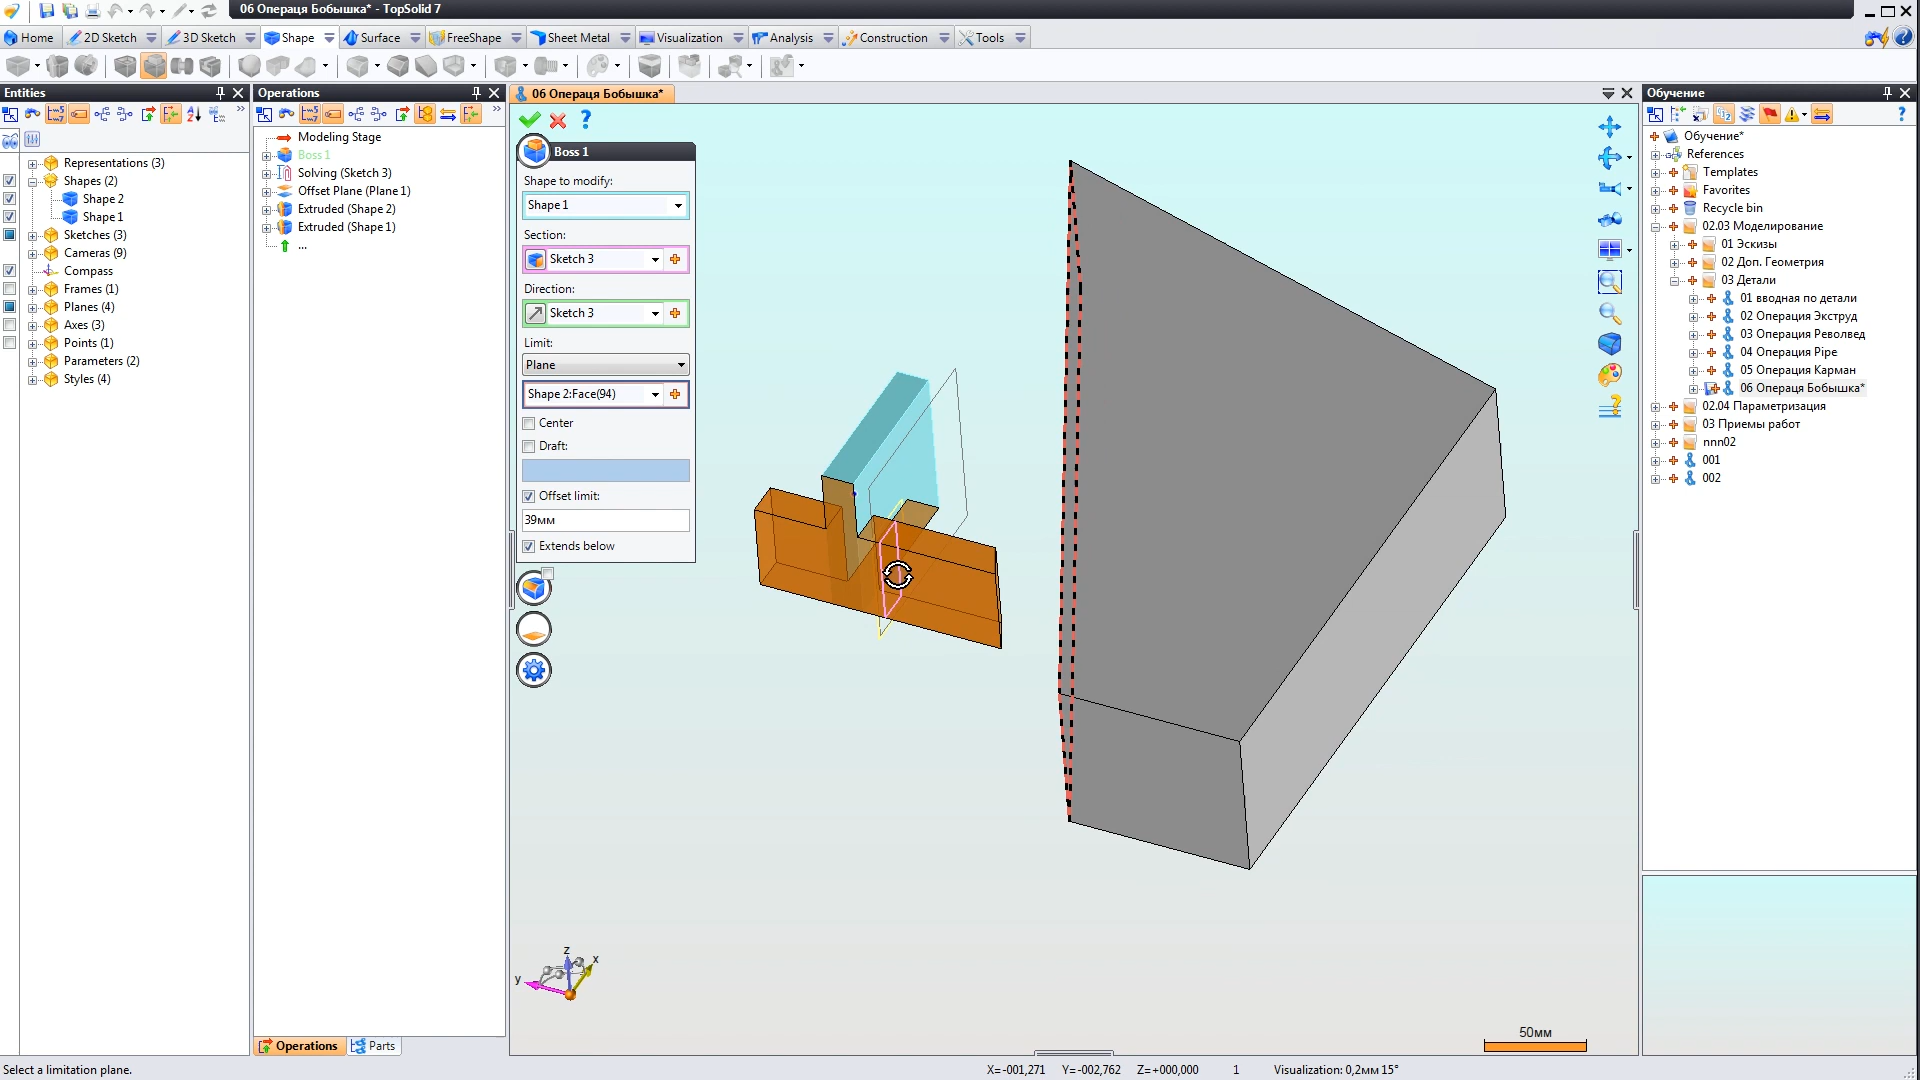 06 Операця Бобышка* - TopSolid 7
Home
2D Sketch
3D Sketch
Shape
Surface
FreeShape
Sheet Metal
Visualization
Analysis
Construction
Tools
Entities
Representations (3)
Shapes (2)
Shape 2
Shape 1
Sketches (3)
Cameras (9)
Compass
Frames (1)
Planes (4)
Axes (3)
Points (1)
Parameters (2)
Styles (4)
Operations
Modeling Stage
Boss 1
Solving (Sketch 3)
Offset Plane (Plane 1)
Extruded (Shape 2)
Extruded (Shape 1)
...
Operations
Parts
06 Операця Бобышка*
Boss 1
Shape to modify:
Shape 1
Section:
Sketch 3
Direction:
Sketch 3
Limit:
Plane
Shape 2:Face(94)
Center
Draft:
Offset limit:
39мм
Extends below
z
x
y
50мм
Обучение
Обучение*
References
Templates
Favorites
Recycle bin
02.03 Моделирование
01 Эскизы
02 Доп. Геометрия
03 Детали
01 вводная по детали
02 Операция Экструд
03 Операция Револвед
04 Операция Pipe
05 Операция Карман
06 Операця Бобышка*
02.04 Параметризация
03 Приемы работ
nnn02
001
002
Select a limitation plane.
X=-001,271 Y=-002,762 Z=+000,000 1 Visualization: 0,2мм 15°